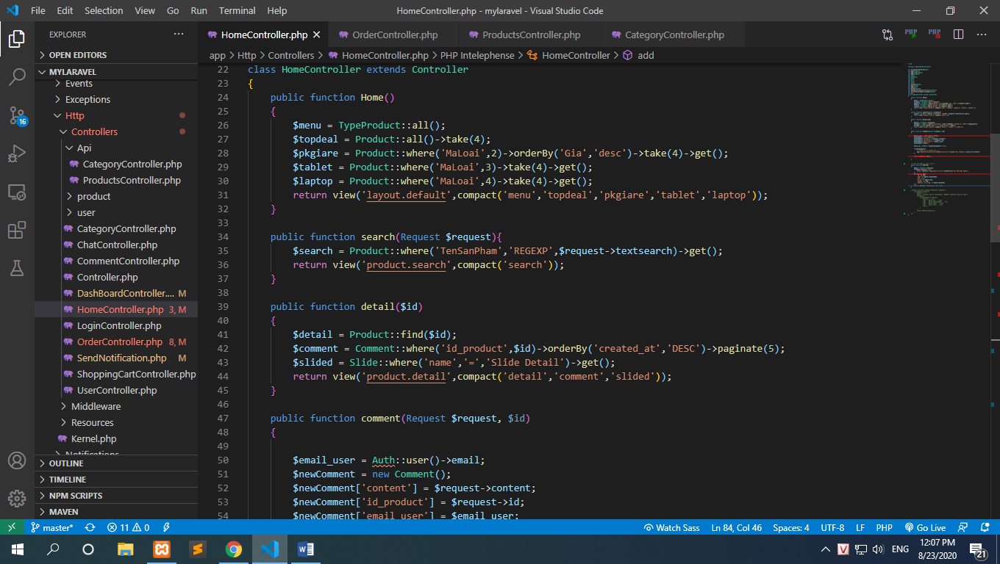 File Edit Selection View Go Run Terminal Help
HomeController.php - mylaravel - Visual Studio Code
EXPLORER
OPEN EDITORS
MYLARAVEL
Events
Exceptions
Http
Controllers
Api
CategoryController.php
ProductsController.php
product
user
CategoryController.php
ChatController.php
CommentController.php
Controller.php
DashBoardController.... M
HomeController.php 3, M
LoginController.php
OrderController.php 8, M
SendNotification.php M
ShoppingCartController.php
UserController.php
Middleware
Resources
Kernel.php
Notifications
OUTLINE
TIMELINE
NPM SCRIPTS
MAVEN
16
HomeController.php OrderController.php ProductsController.php CategoryController.php
PHP PHP
app > Http > Controllers > HomeController.php > PHP Intelephense > HomeController > add
22 class HomeController extends Controller
23 {
24 public function Home()
25 {
26 $menu = TypeProduct::all();
27 $topdeal = Product::all()->take(4);
28 $pkgiare = Product::where('MaLoai',2)->orderBy('Gia','desc')->take(4)->get();
29 $tablet = Product::where('MaLoai',3)->take(4)->get();
30 $laptop = Product::where('MaLoai',4)->take(4)->get();
31 return view('layout.default',compact('menu','topdeal','pkgiare','tablet','laptop'));
32 }
33
34 public function search(Request $request){
35 $search = Product::where('TenSanPham','REGEXP',$request->textsearch)->get();
36 return view('product.search',compact('search'));
37 }
38
39 public function detail($id)
40 {
41 $detail = Product::find($id);
42 $comment = Comment::where('id_product',$id)->orderBy('created_at','DESC')->paginate(5);
43 $slided = Slide::where('name','=','Slide Detail')->get();
44 return view('product.detail',compact('detail','comment','slided'));
45 }
46
47 public function comment(Request $request, $id)
48 {
49
50 $email_user = Auth::user()->email;
51 $newComment = new Comment();
52 $newComment['content'] = $request->content;
53 $newComment['id_product'] = $request->id;
54 $newComment['email_user'] = $email_user;
master* 11 0 Watch Sass Ln 84, Col 46 Spaces: 4 UTF-8 LF PHP Go Live
ENG
12:07 PM
8/23/2020
21